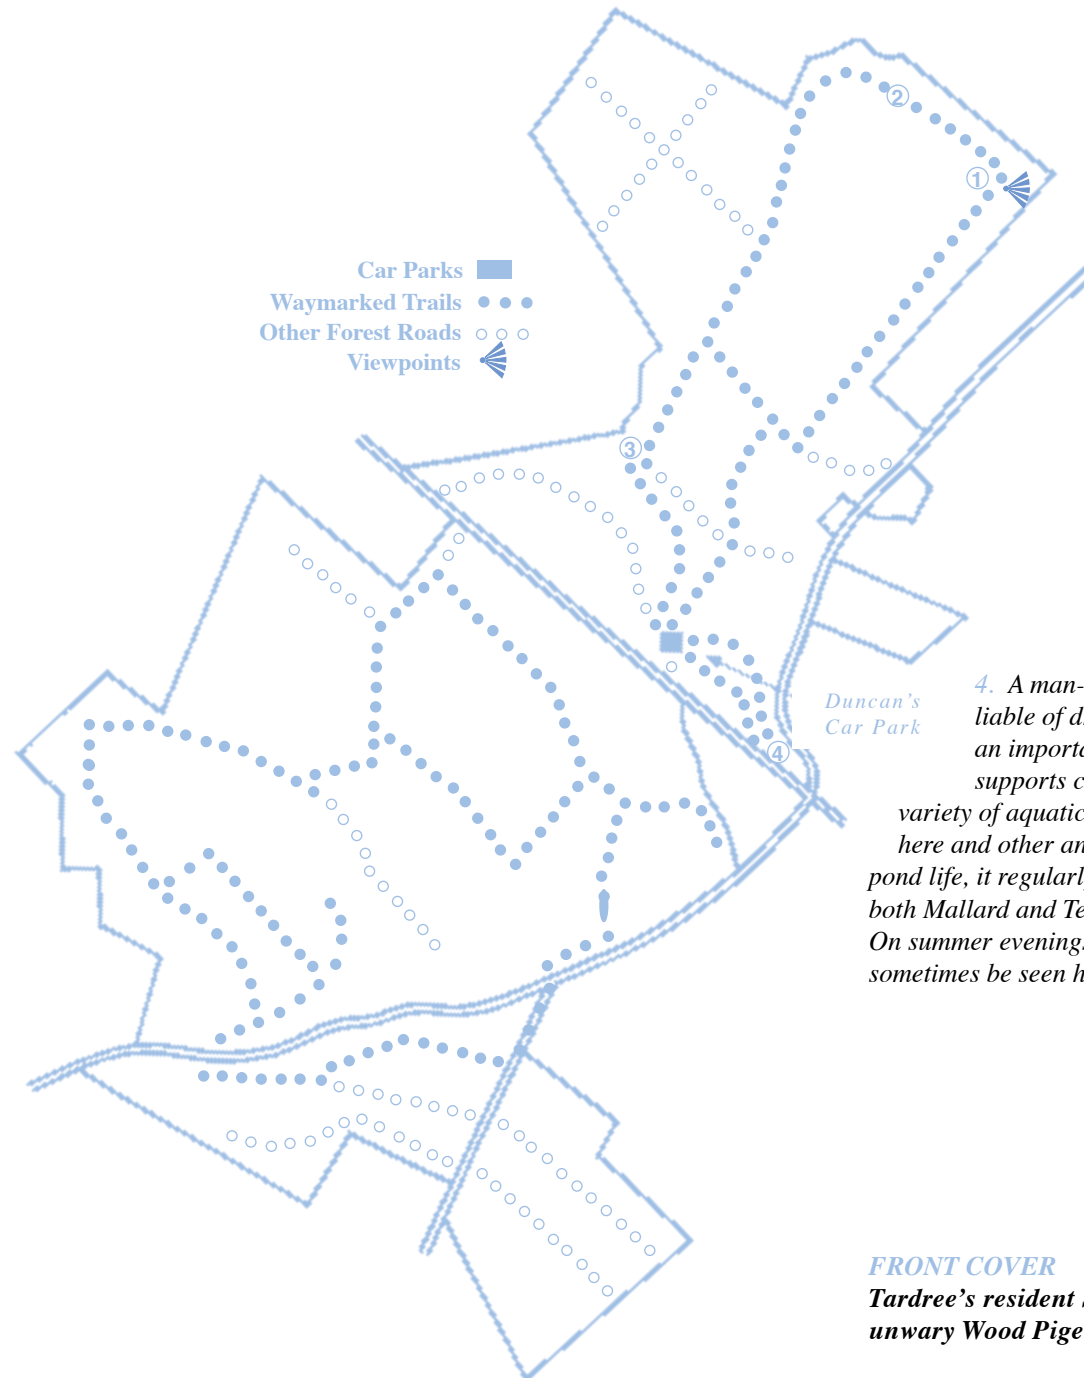 2
1
Car Parks
Waymarked Trails
Other Forest Roads
Viewpoints
3
Duncan's
Car Park
4
4. A man-
liable of d
an importa
supports c
variety of aquatic
here and other an
pond life, it regularly
both Mallard and Te
On summer evenings
sometimes be seen h
FRONT COVER
Tardree's resident
unwary Wood Pige